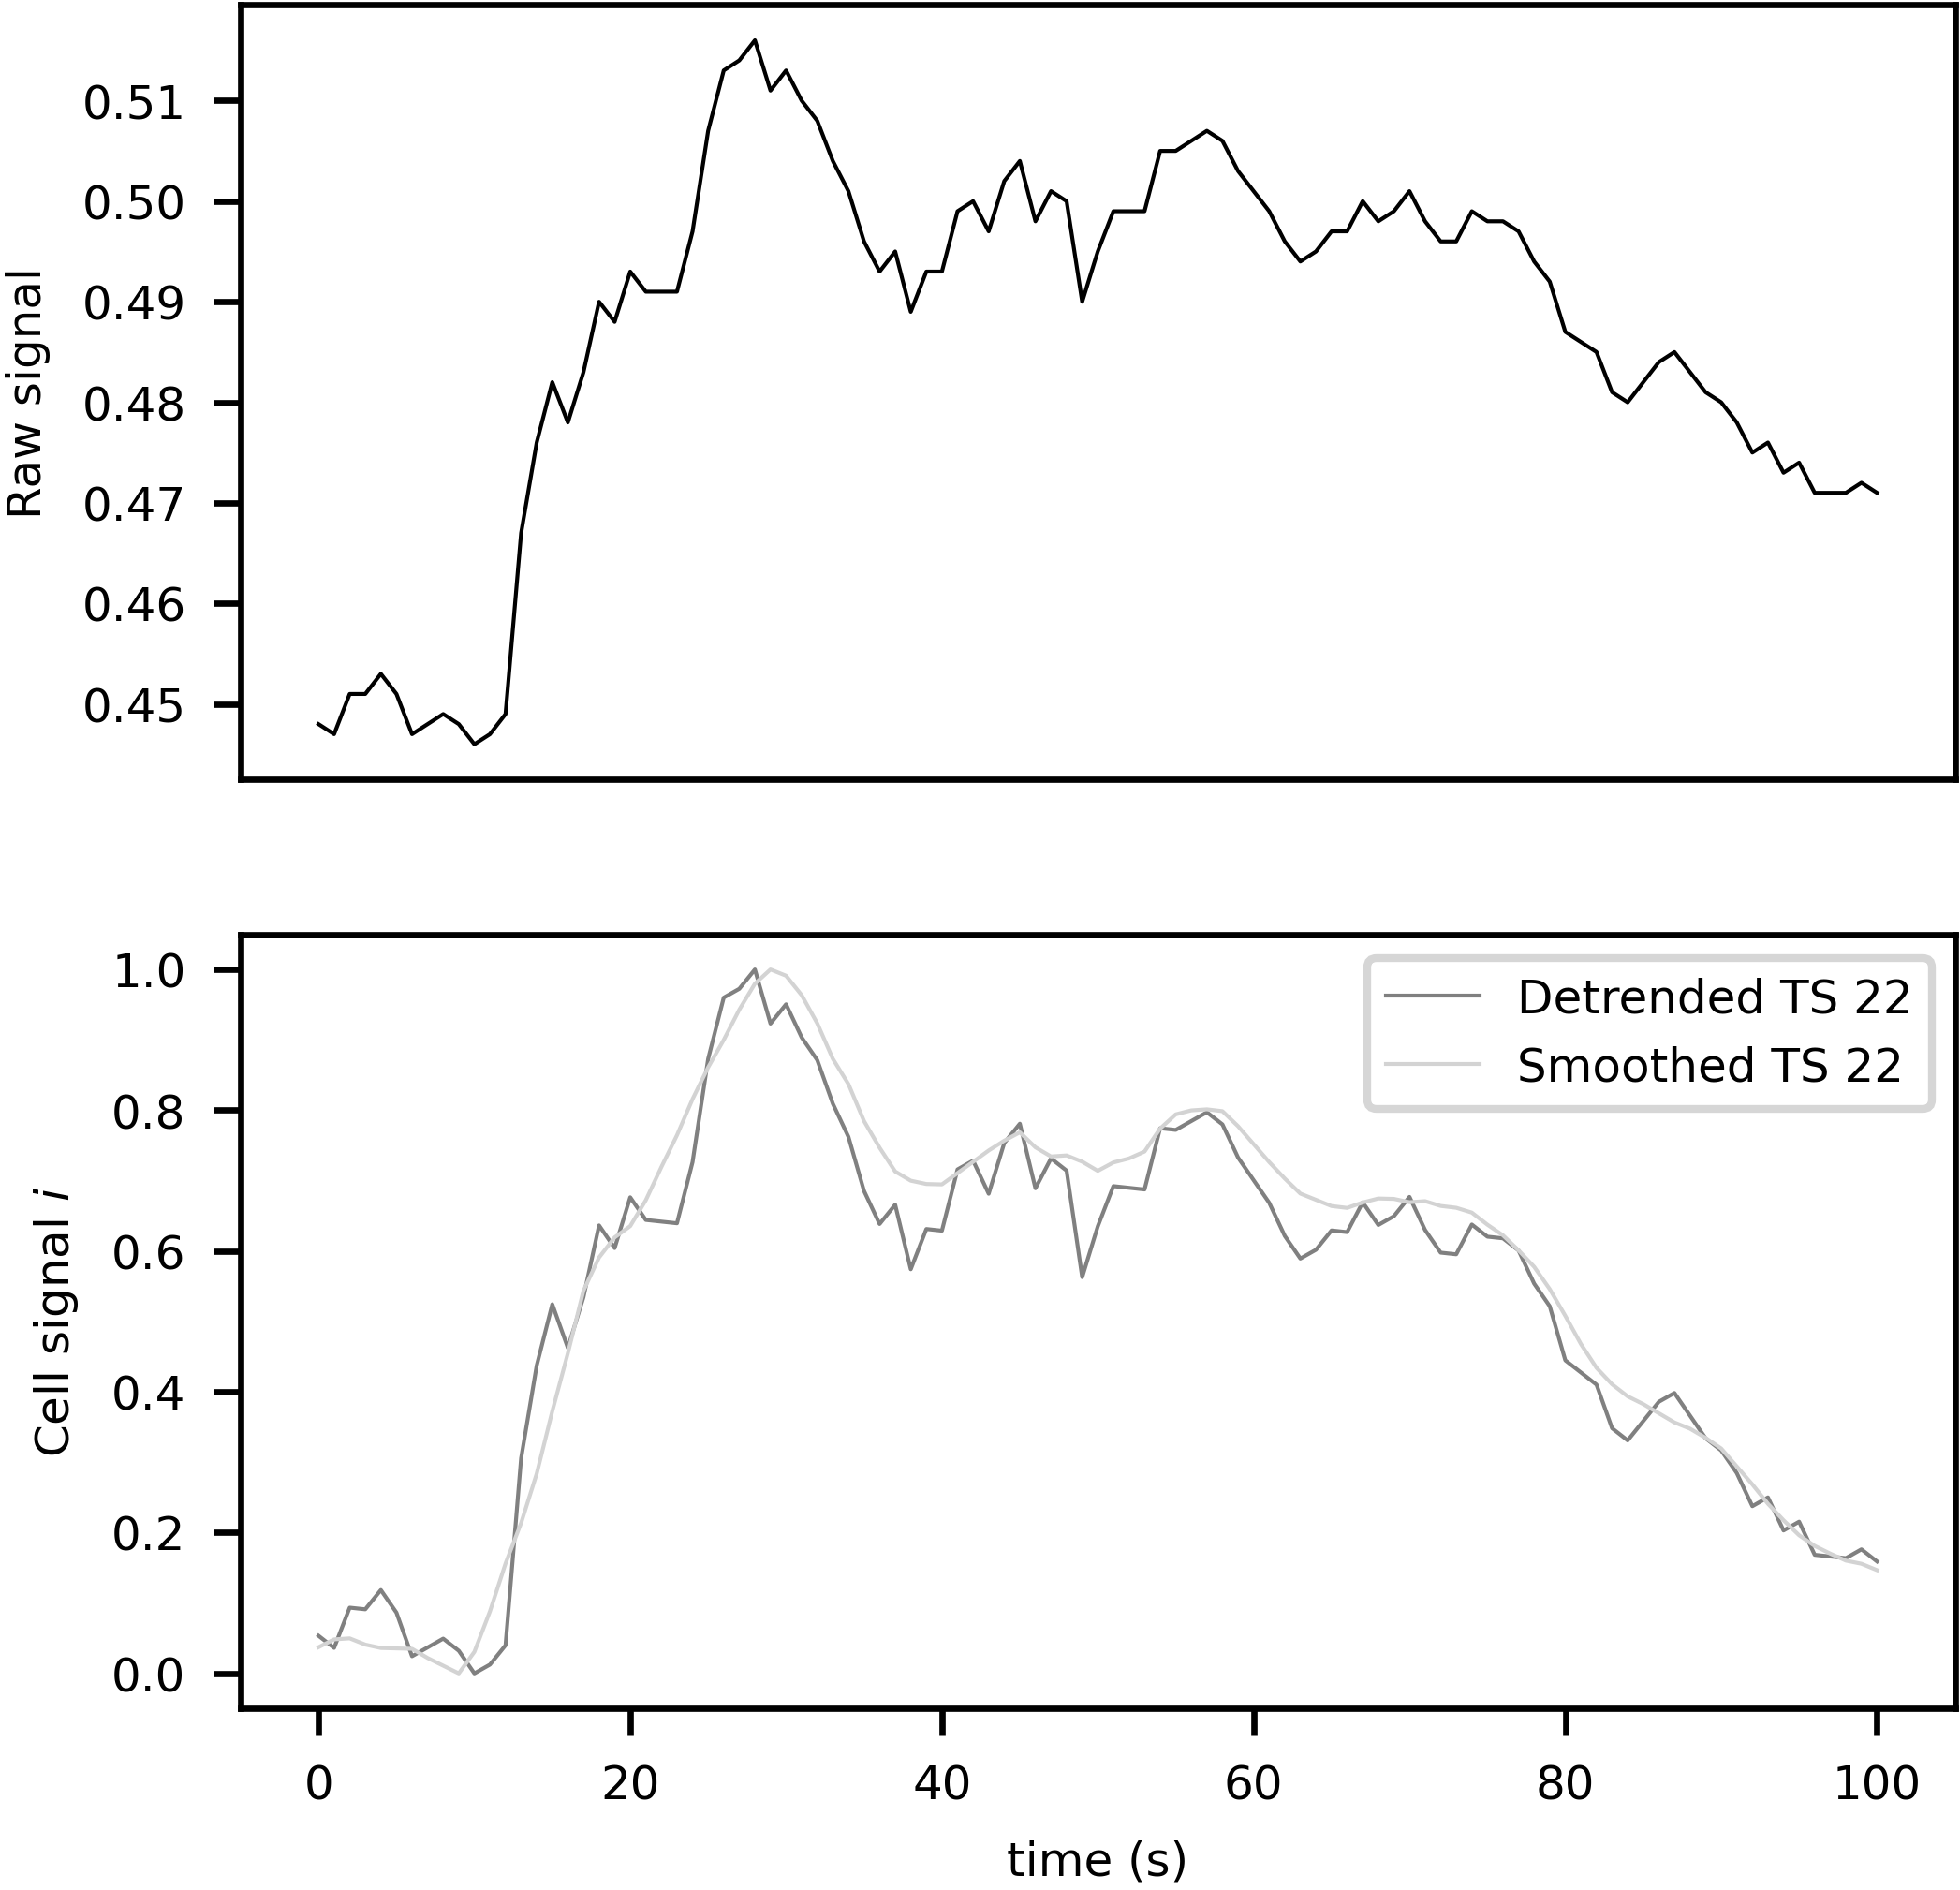 Raw signal
0.51
0.50
0.49
0.48
0.47
0.46
0.45
Cell signal i
1.0
0.8
0.6
0.4
0.2
0.0
Detrended TS 22
Smoothed TS 22
0 20 40 60 80 100
time (s)